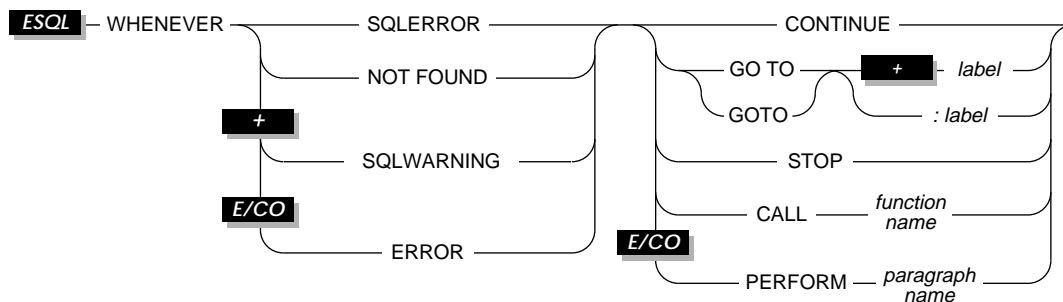 ESQL WHENEVER SQLERROR CONTINUE
NOT FOUND GO TO + label
GOTO : label
+
SQLWARNING STOP
E/CO CALL function name
E/CO
ERROR
PERFORM paragraph name